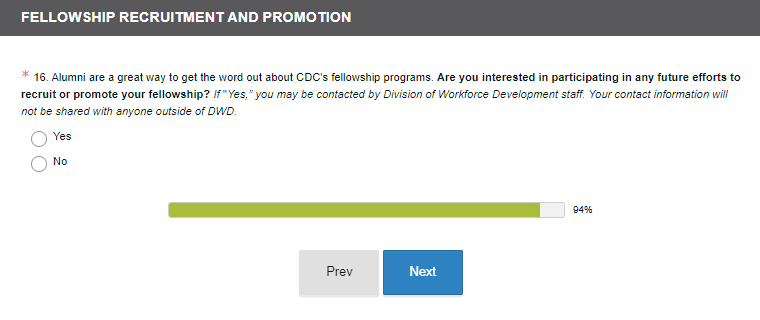 FELLOWSHIP RECRUITMENT AND PROMOTION
* 16. Alumni are a great way to get the word out about CDC's fellowship programs. Are you interested in participating in any future efforts to
recruit or promote your fellowship? If "Yes," you may be contacted by Division of Workforce Development staff. Your contact information will
not be shared with anyone outside of DWD.
Yes
No
94%
Prev Next